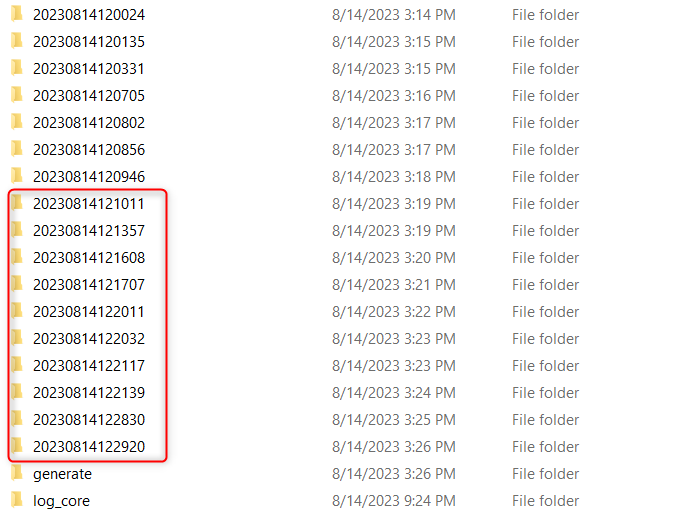 20230814120024 8/14/2023 3:14 PM File folder
20230814120135 8/14/2023 3:15 PM File folder
20230814120331 8/14/2023 3:15 PM File folder
20230814120705 8/14/2023 3:16 PM File folder
20230814120802 8/14/2023 3:17 PM File folder
20230814120856 8/14/2023 3:17 PM File folder
20230814120946 8/14/2023 3:18 PM File folder
20230814121011 8/14/2023 3:19 PM File folder
20230814121357 8/14/2023 3:19 PM File folder
20230814121608 8/14/2023 3:20 PM File folder
20230814121707 8/14/2023 3:21 PM File folder
20230814122011 8/14/2023 3:22 PM File folder
20230814122032 8/14/2023 3:23 PM File folder
20230814122117 8/14/2023 3:23 PM File folder
20230814122139 8/14/2023 3:24 PM File folder
20230814122830 8/14/2023 3:25 PM File folder
20230814122920 8/14/2023 3:26 PM File folder
generate 8/14/2023 3:26 PM File folder
log_core 8/14/2023 9:24 PM File folder